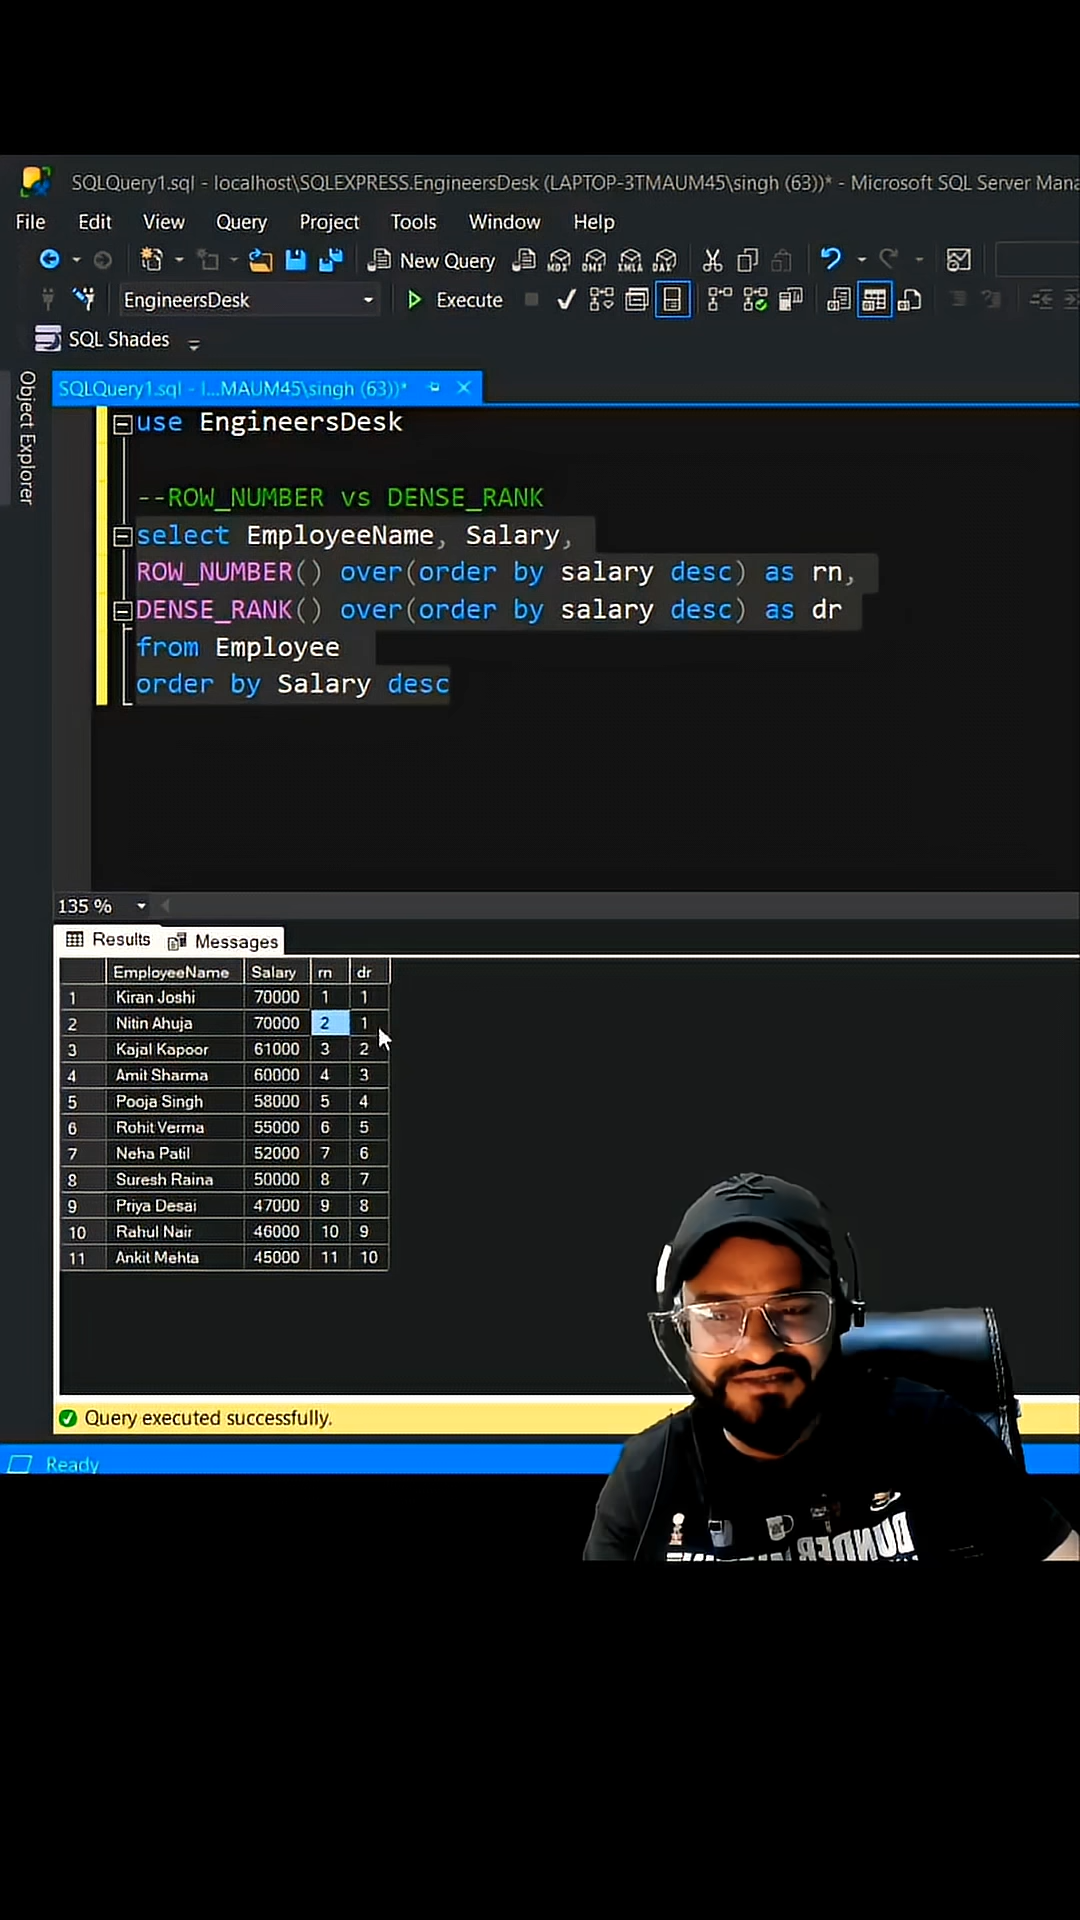 SQLQuery1.sql - localhost\SQLEXPRESS.EngineersDesk (LAPTOP-3TMAUM45\singh (63))* - Microsoft SQL Server Mana
File Edit View Query Project Tools Window Help
New Query MDX DMX XMLA DAX
EngineersDesk Execute
SQL Shades
Object Explorer
SQLQuery1.sql - l...MAUM45\singh (63))*
use EngineersDesk
--ROW_NUMBER vs DENSE_RANK
select EmployeeName, Salary,
ROW_NUMBER() over(order by salary desc) as rn,
DENSE_RANK() over(order by salary desc) as dr
from Employee
order by Salary desc
135 %
Results Messages
EmployeeName Salary rn dr
1 Kiran Joshi 70000 1 1
2 Nitin Ahuja 70000 2 1
3 Kajal Kapoor 61000 3 2
4 Amit Sharma 60000 4 3
5 Pooja Singh 58000 5 4
6 Rohit Verma 55000 6 5
7 Neha Patil 52000 7 6
8 Suresh Raina 50000 8 7
9 Priya Desai 47000 9 8
10 Rahul Nair 46000 10 9
11 Ankit Mehta 45000 11 10
Query executed successfully.
Ready